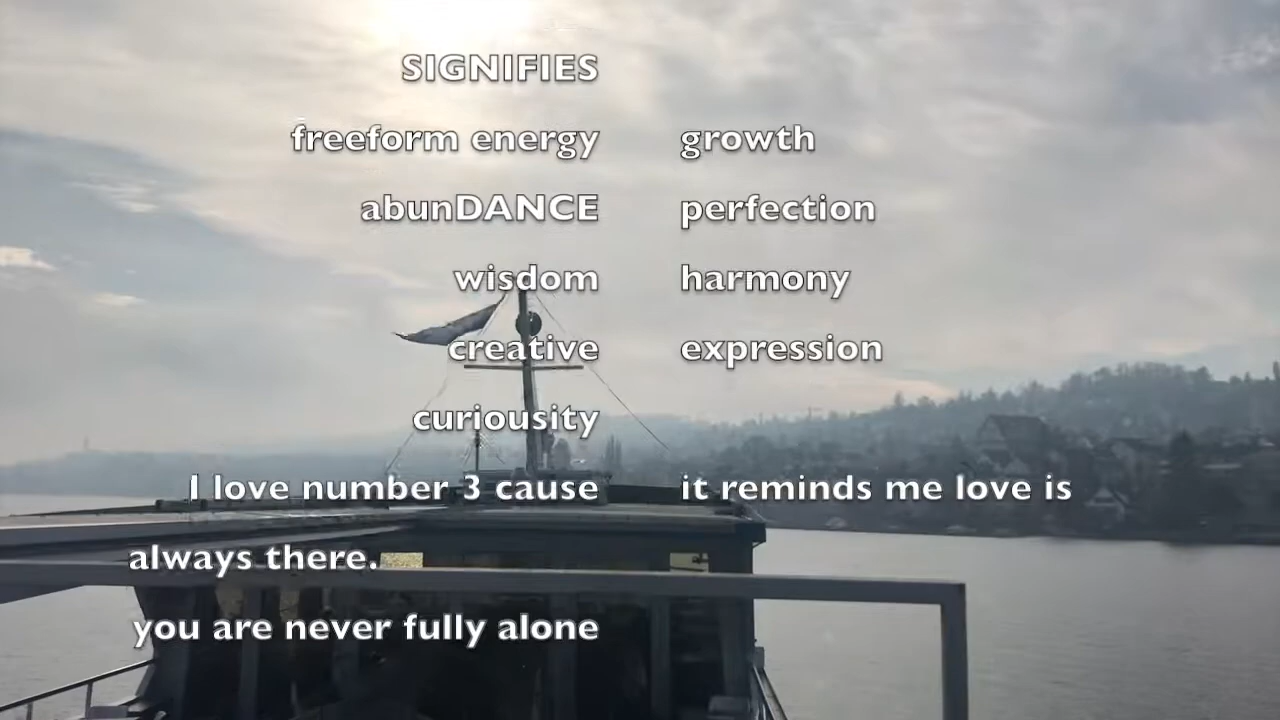 SIGNIFIES
freeform energy growth
abunDANCE perfection
wisdom harmony
creative expression
curiousity
I love number 3 cause it reminds me love is
always there.
you are never fully alone